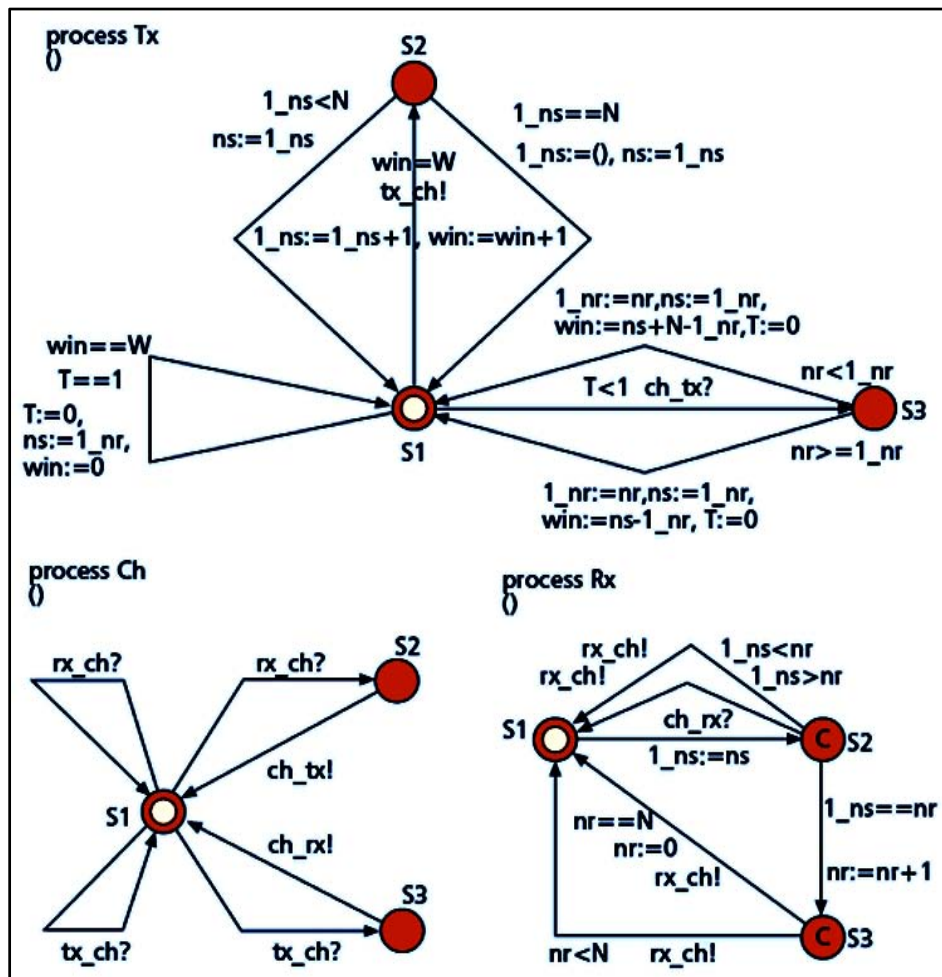 process Tx
()
S2
1_ns<N
ns:=1_ns
1_ns==N
1_ns:=(), ns:=1_ns
win=W
tx_ch!
1_ns:=1_ns+1, win:=win+1
1_nr:=nr,ns:=1_nr,
win:=ns+N-1_nr,T:=0
win==W
T==1
T:=0,
ns:=1_nr,
win:=0
nr<1_nr
T<1 ch_tx?
S3
S1
nr>=1_nr
1_nr:=nr,ns:=1_nr,
win:=ns-1_nr, T:=0
process Ch
()
rx_ch?
rx_ch?
S2
ch_tx!
S1
ch_rx!
S3
tx_ch?
tx_ch?
process Rx
()
rx_ch!
1_ns<nr
rx_ch!
1_ns>nr
S1
ch_rx?
C
S2
1_ns:=ns
1_ns==nr
nr==N
nr:=0
rx_ch!
nr:=nr+1
C
S3
nr<N
rx_ch!